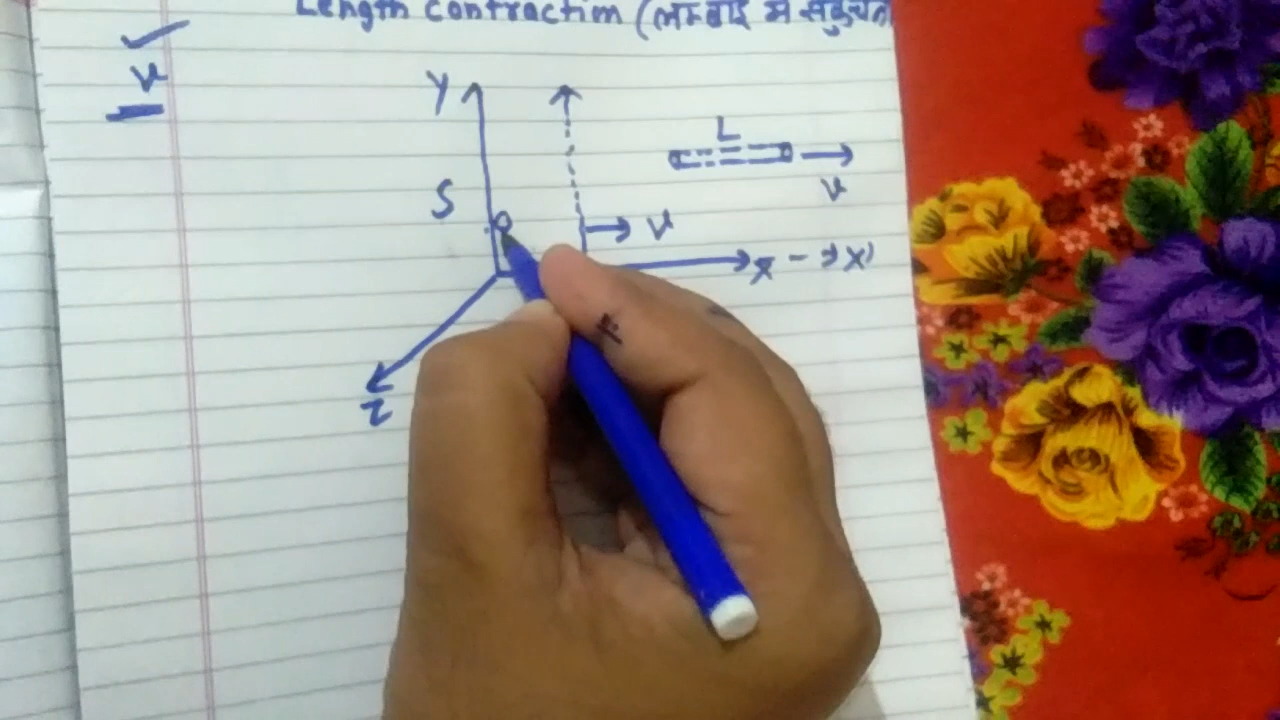 Length Contraction (लम्बाई में संकुचन
v
Y
L
v
S
v
X → X'
Z